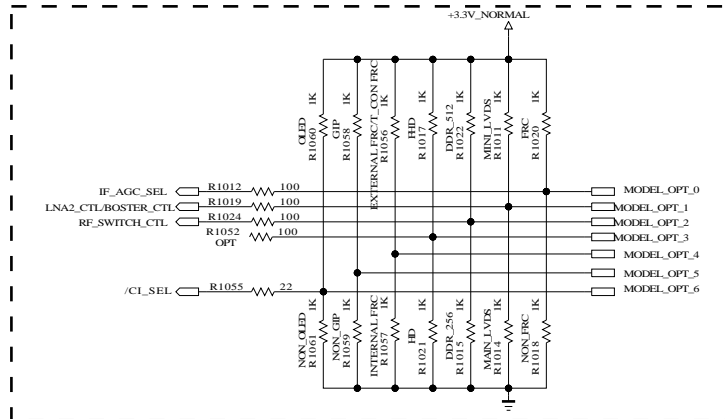 +3.3V_NORMAL
OLED
R1060
1K
GIP
R1058
1K
EXTERNAL FRC/T_CON FRC
R1056
1K
FHD
R1017
1K
DDR_512
R1022
1K
MINI_LVDS
R1011
1K
FRC
R1020
1K
IF_AGC_SEL
R1012
100
MODEL_OPT_0
LNA2_CTL/BOSTER_CTL
R1019
100
MODEL_OPT_1
RF_SWITCH_CTL
R1024
100
MODEL_OPT_2
R1052
OPT
100
MODEL_OPT_3
MODEL_OPT_4
MODEL_OPT_5
/CI_SEL
R1055
22
MODEL_OPT_6
NON_OLED
R1061
1K
NON_GIP
R1059
1K
INTERNAL FRC
R1057
1K
HD
R1021
1K
DDR_256
R1015
1K
MAIN_LVDS
R1014
1K
NON_FRC
R1018
1K